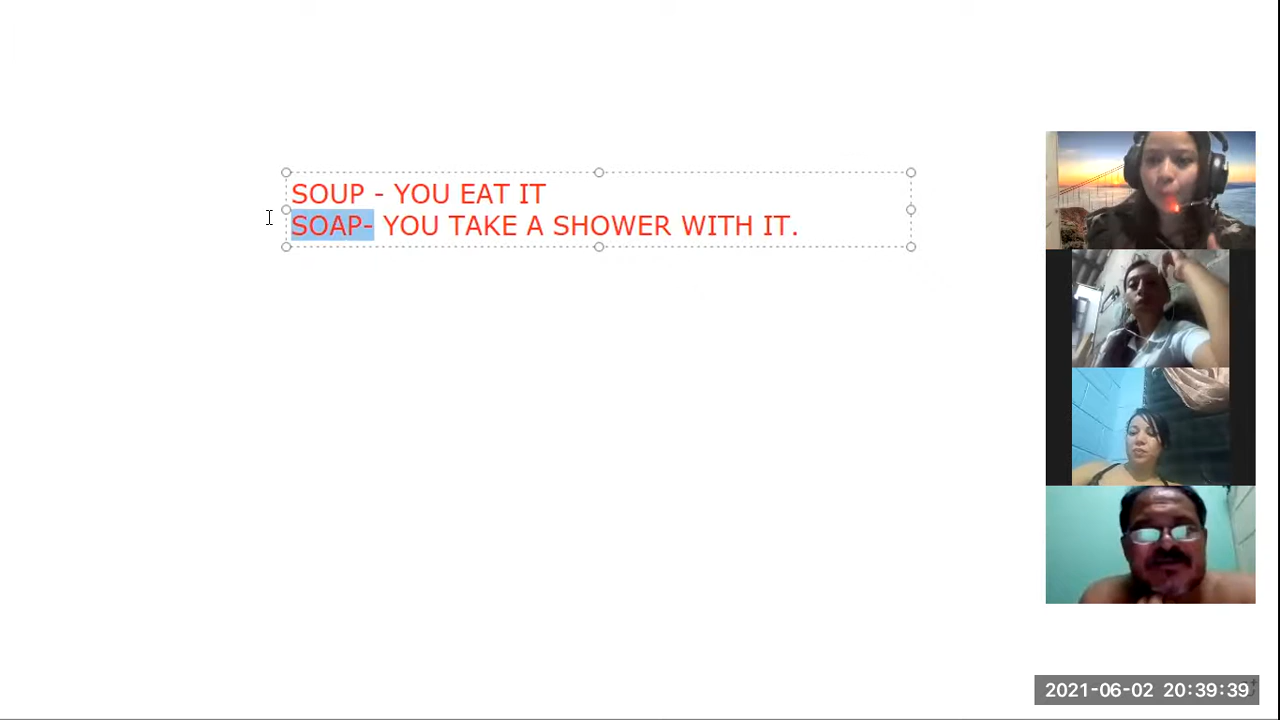 SOUP - YOU EAT IT
SOAP- YOU TAKE A SHOWER WITH IT.
2021-06-02 20:39:39